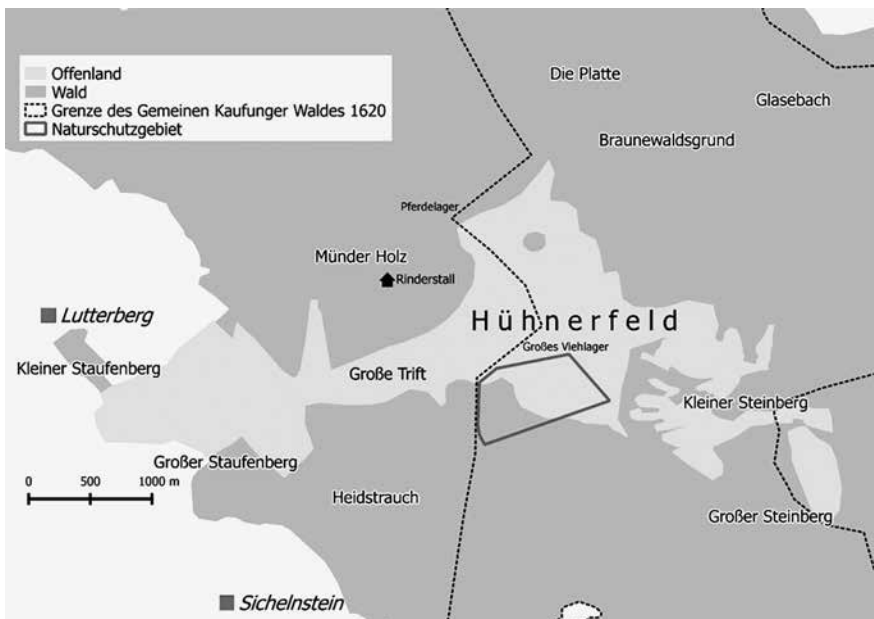 Offenland
Wald
Grenze des Gemeinen Kaufunger Waldes 1620
Naturschutzgebiet
Die Platte
Glasebach
Braunewaldsgrund
Pferdelager
Münder Holz
Rinderstall
Lutterberg
Hühnerfeld
Großes Viehlager
Kleiner Staufenberg
Große Trift
Kleiner Steinberg
Großer Staufenberg
0 500 1000 m
Heidstrauch
Großer Steinberg
Sichelnstein